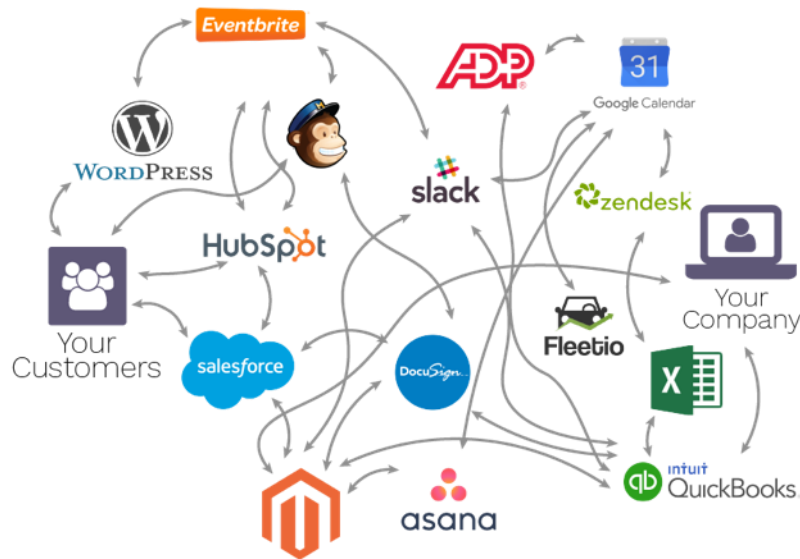 Eventbrite
ADP
31
Google Calendar
W
WORDPRESS
slack
zendesk
HubSpot
Your
Customers
Your
Company
salesforce
DocuSign
Fleetio
X
asana
qb
intuit
QuickBooks